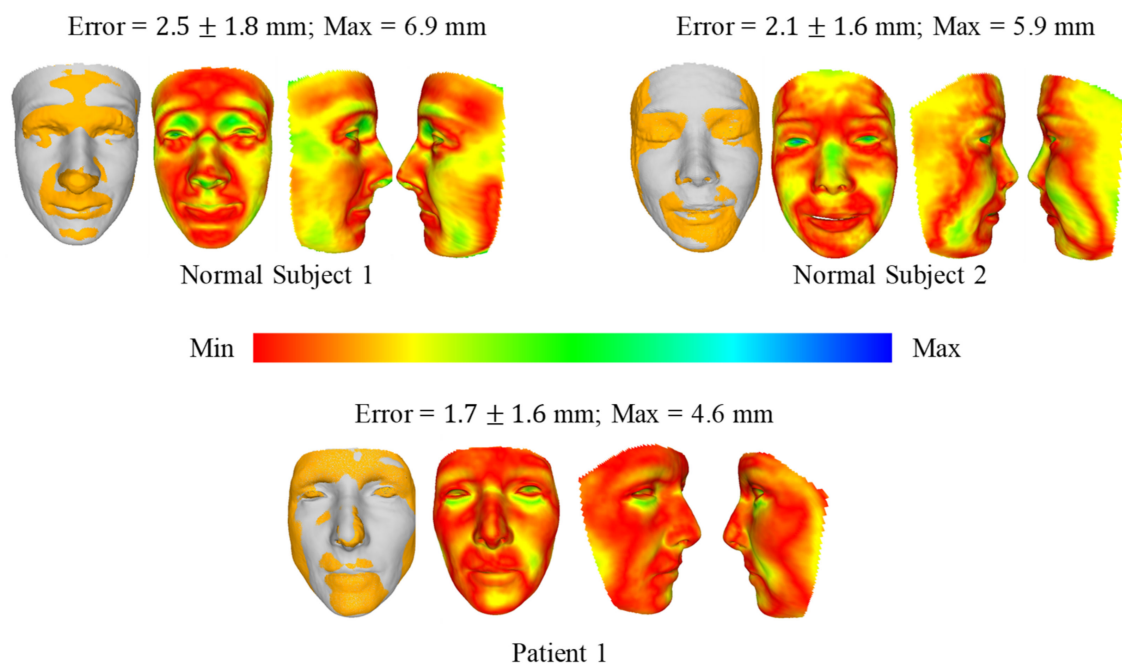 Error = 2.5 ± 1.8 mm; Max = 6.9 mm
Error = 2.1 ± 1.6 mm; Max = 5.9 mm
Normal Subject 1
Normal Subject 2
Min
Max
Error = 1.7 ± 1.6 mm; Max = 4.6 mm
Patient 1